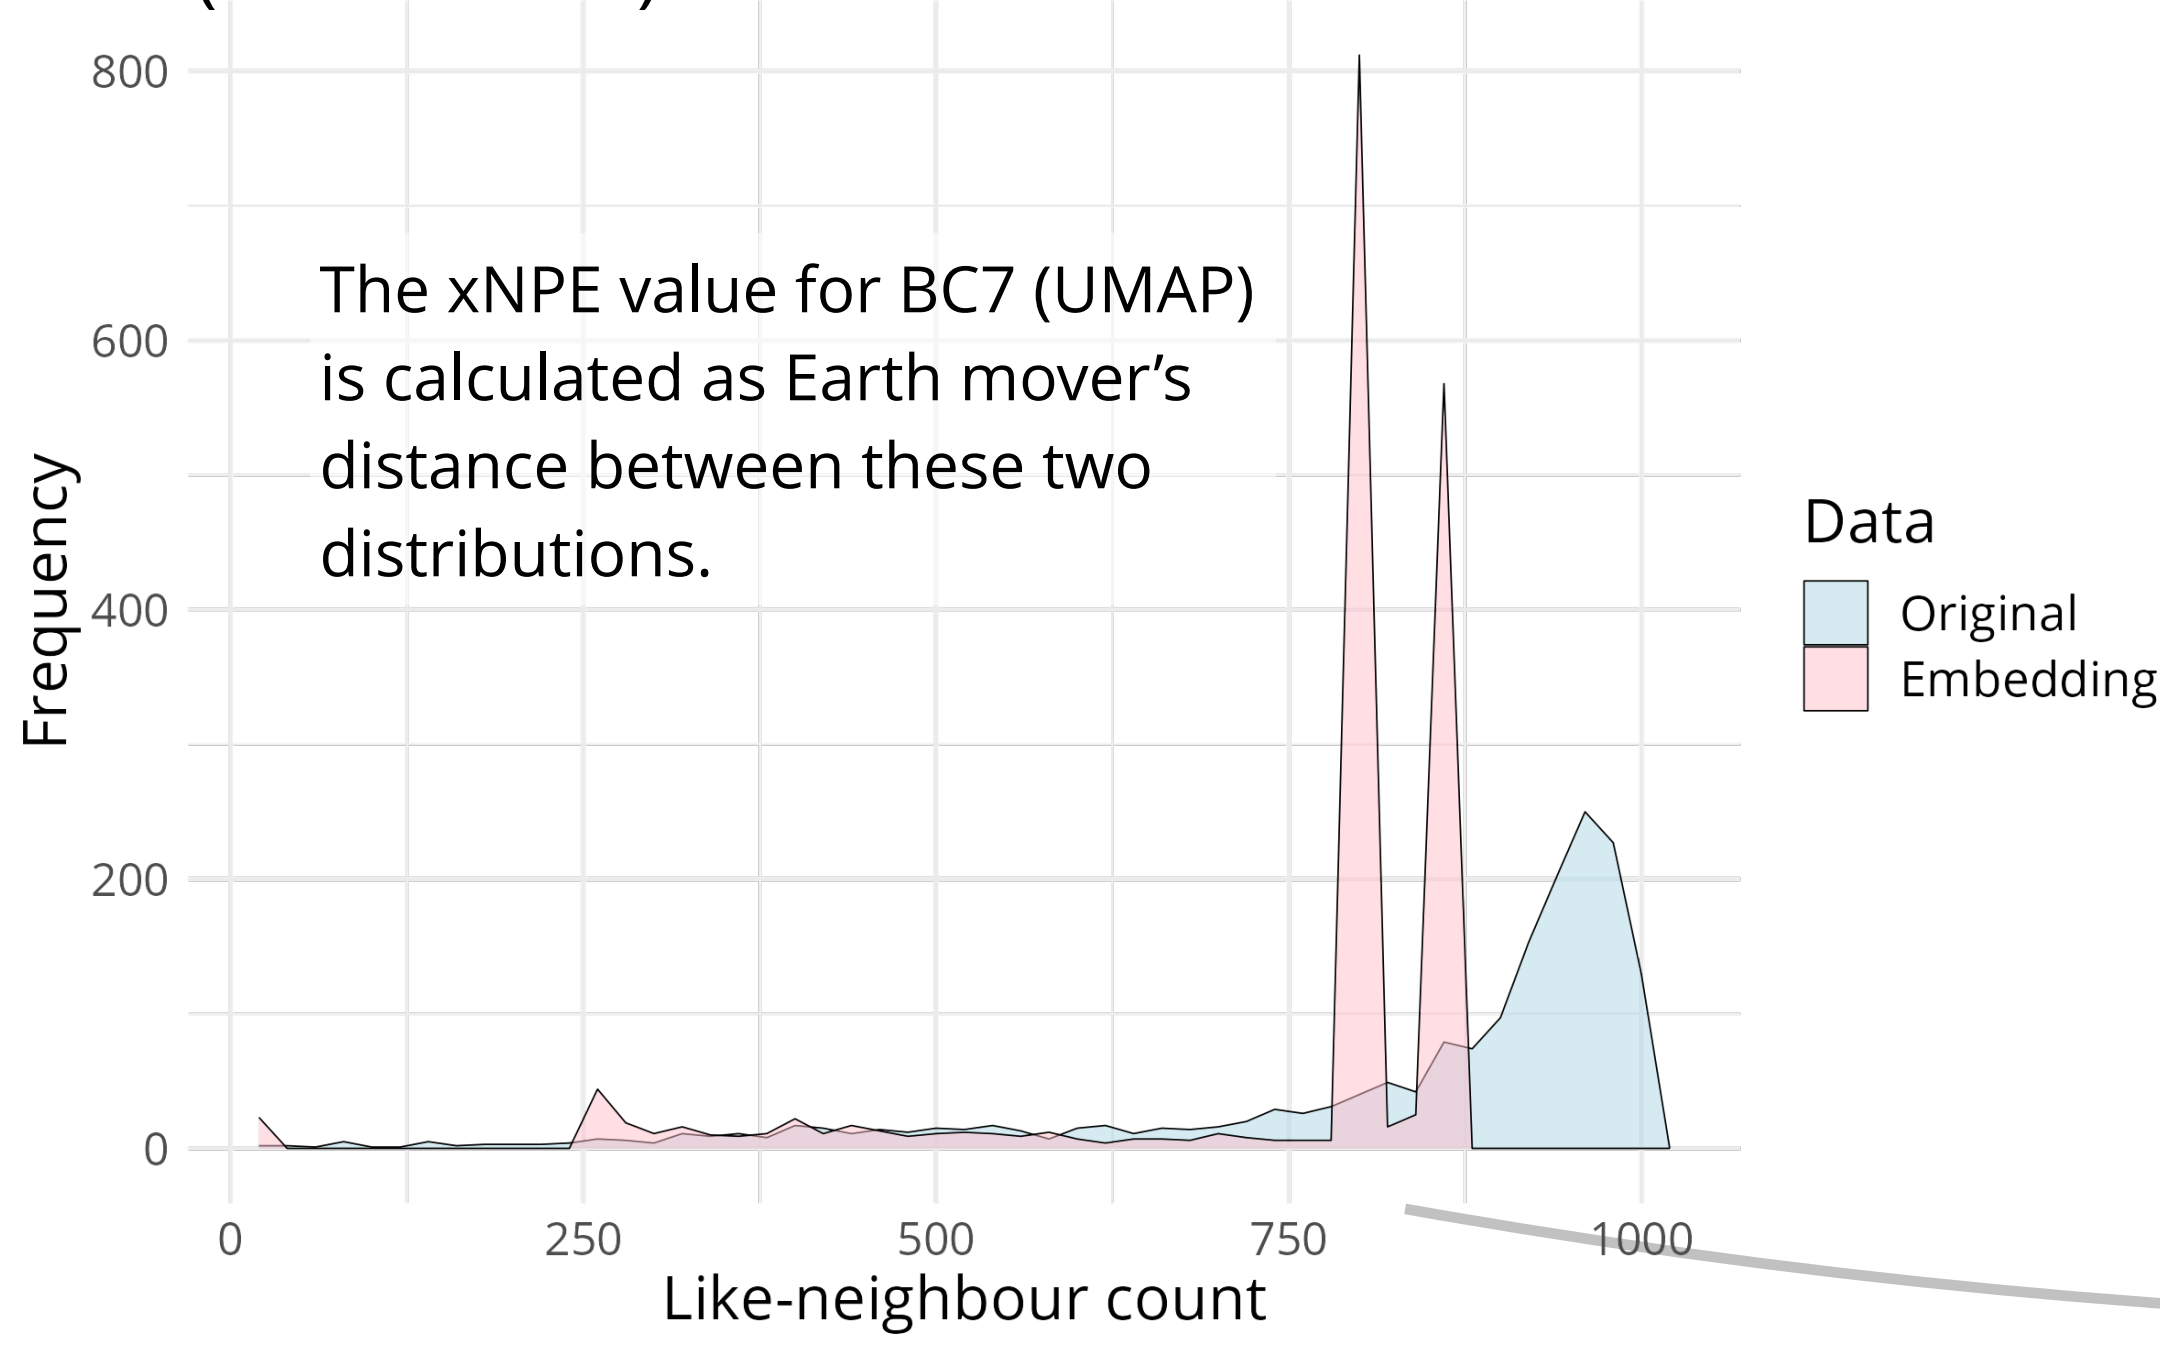 800
600
400
200
0
Frequency
The xNPE value for BC7 (UMAP)
is calculated as Earth mover’s
distance between these two
distributions.
Data
Original
Embedding
0 250 500 750 1000
Like-neighbour count